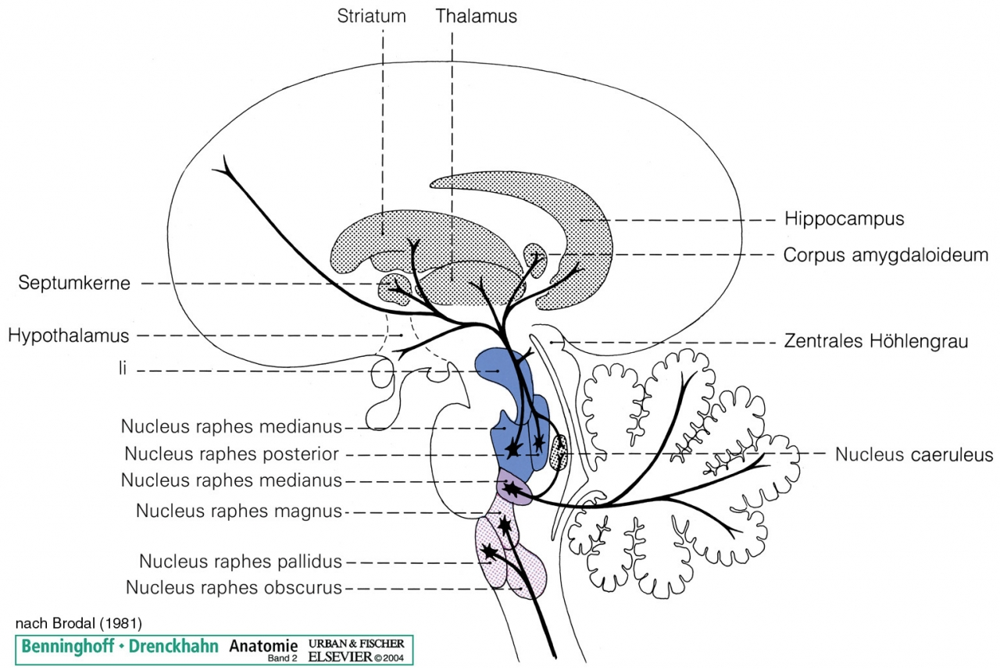 Striatum
Thalamus
Hippocampus
Corpus amygdaloideum
Septumkerne
Hypothalamus
Zentrales Höhlengrau
li
Nucleus raphes medianus
Nucleus raphes posterior
Nucleus caeruleus
Nucleus raphes medianus
Nucleus raphes magnus
Nucleus raphes pallidus
Nucleus raphes obscurus
nach Brodal (1981)
Benninghoff • Drenckhahn Anatomie
Band 2
URBAN & FISCHER
ELSEVIER © 2004